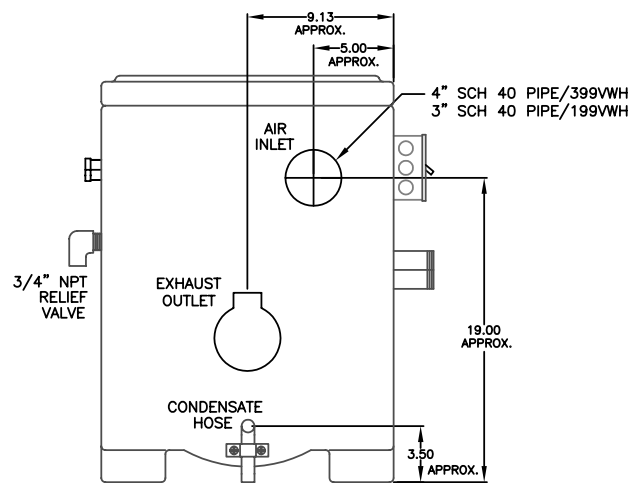 9.13
APPROX.
5.00
APPROX.
4" SCH 40 PIPE/399VWH
3" SCH 40 PIPE/199VWH
AIR
INLET
3/4" NPT
RELIEF
VALVE
EXHAUST
OUTLET
19.00
APPROX.
CONDENSATE
HOSE
3.50
APPROX.